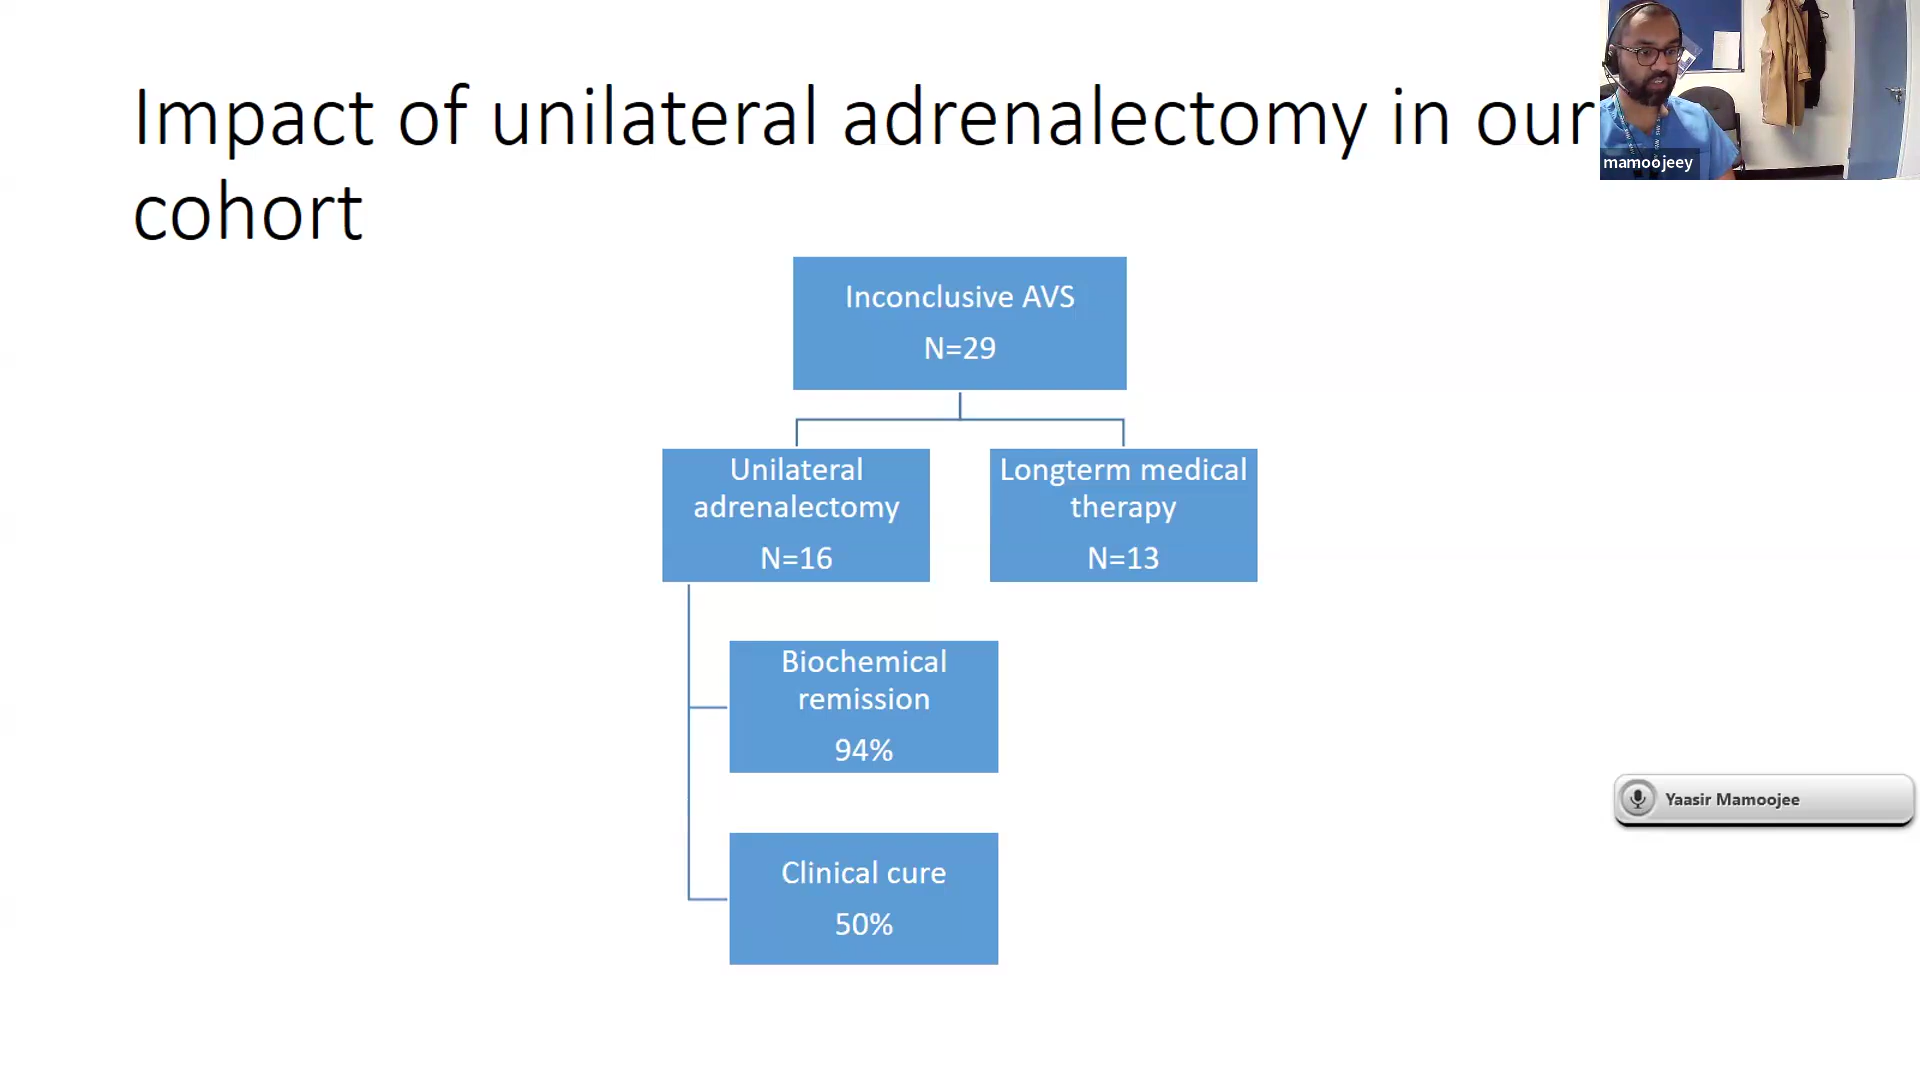 Impact of unilateral adrenalectomy in our
cohort
mamoojeey
Inconclusive AVS
N=29
Unilateral
adrenalectomy
N=16
Longterm medical
therapy
N=13
Biochemical
remission
94%
Clinical cure
50%
Yaasir Mamoojee